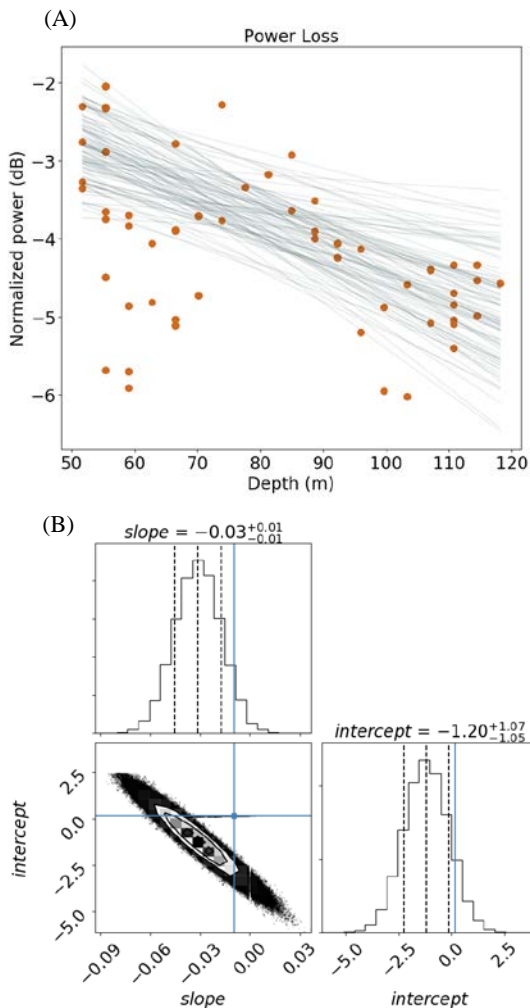 (A)
Power Loss
Normalized power (dB)
−2
−3
−4
−5
−6
50 60 70 80 90 100 110 120
Depth (m)
(B)
slope = −0.03 +0.01 −0.01
intercept = −1.20 +1.07 −1.05
intercept
2.5
0.0
−2.5
−5.0
−0.09 −0.06 −0.03 0.00 0.03
slope
−5.0 −2.5 0.0 2.5
intercept